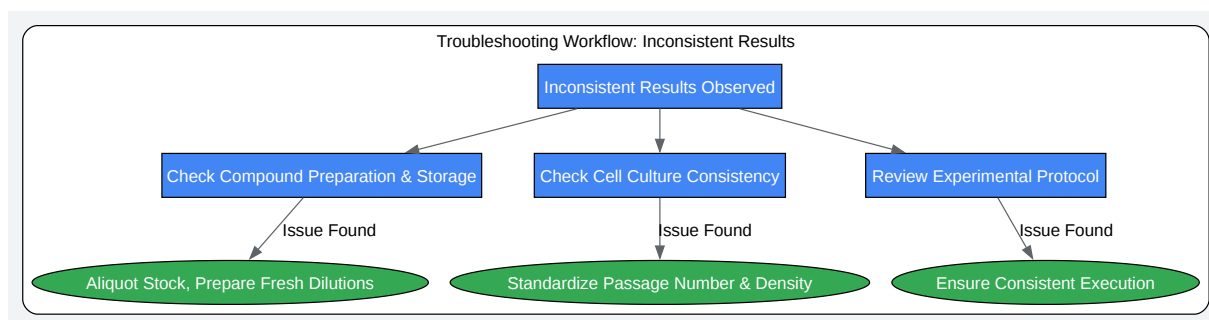 Troubleshooting Workflow: Inconsistent Results
Inconsistent Results Observed
Check Compound Preparation & Storage
Check Cell Culture Consistency
Review Experimental Protocol
Issue Found
Issue Found
Issue Found
Aliquot Stock, Prepare Fresh Dilutions
Standardize Passage Number & Density
Ensure Consistent Execution